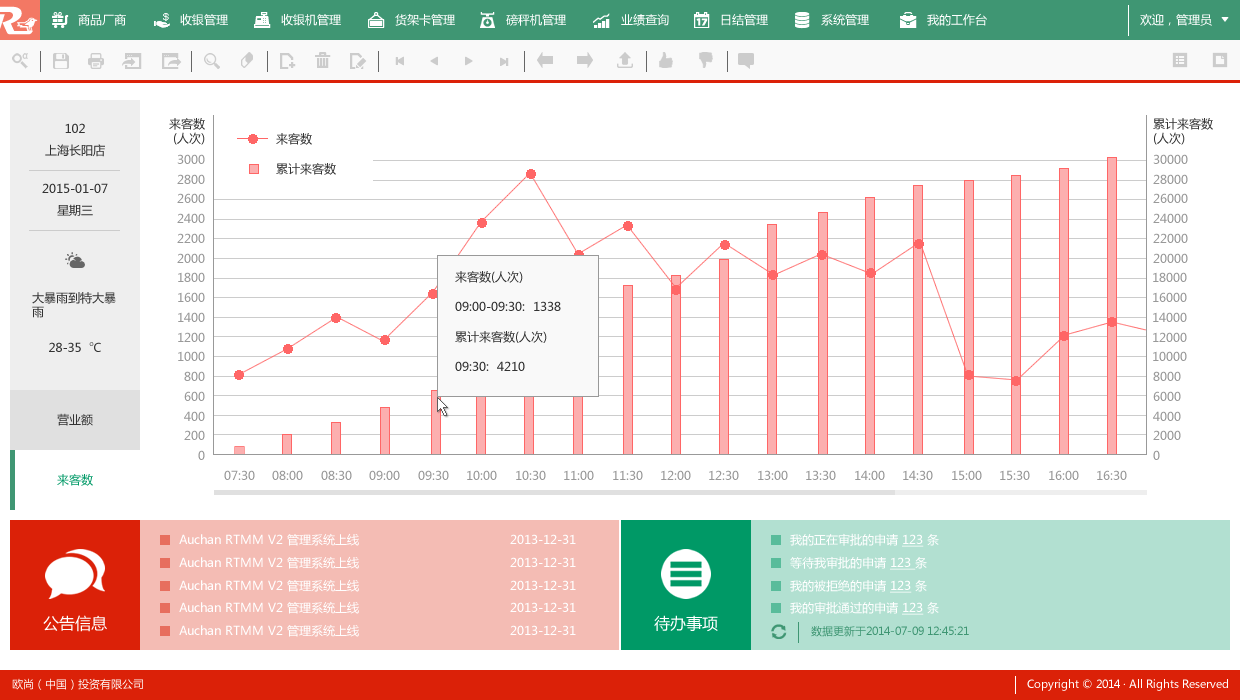 R
商品厂商
收银管理
收银机管理
货架卡管理
磅秤机管理
业绩查询
日结管理
系统管理
我的工作台
欢迎，管理员
102
上海长阳店
2015-01-07
星期三
大暴雨到特大暴
雨
28-35 ℃
营业额
来客数
来客数
(人次)
来客数
累计来客数
累计来客数
(人次)
3000
2800
2600
2400
2200
2000
1800
1600
1400
1200
1000
800
600
400
200
0
30000
28000
26000
24000
22000
20000
18000
16000
14000
12000
10000
8000
6000
4000
2000
0
来客数(人次)
09:00-09:30: 1338
累计来客数(人次)
09:30: 4210
07:30 08:00 08:30 09:00 09:30 10:00 10:30 11:00 11:30 12:00 12:30 13:00 13:30 14:00 14:30 15:00 15:30 16:00 16:30
公告信息
Auchan RTMM V2 管理系统上线 2013-12-31
Auchan RTMM V2 管理系统上线 2013-12-31
Auchan RTMM V2 管理系统上线 2013-12-31
Auchan RTMM V2 管理系统上线 2013-12-31
Auchan RTMM V2 管理系统上线 2013-12-31
待办事项
我的正在审批的申请 123 条
等待我审批的申请 123 条
我的被拒绝的申请 123 条
我的审批通过的申请 123 条
数据更新于2014-07-09 12:45:21
欧尚（中国）投资有限公司
Copyright © 2014 · All Rights Reserved